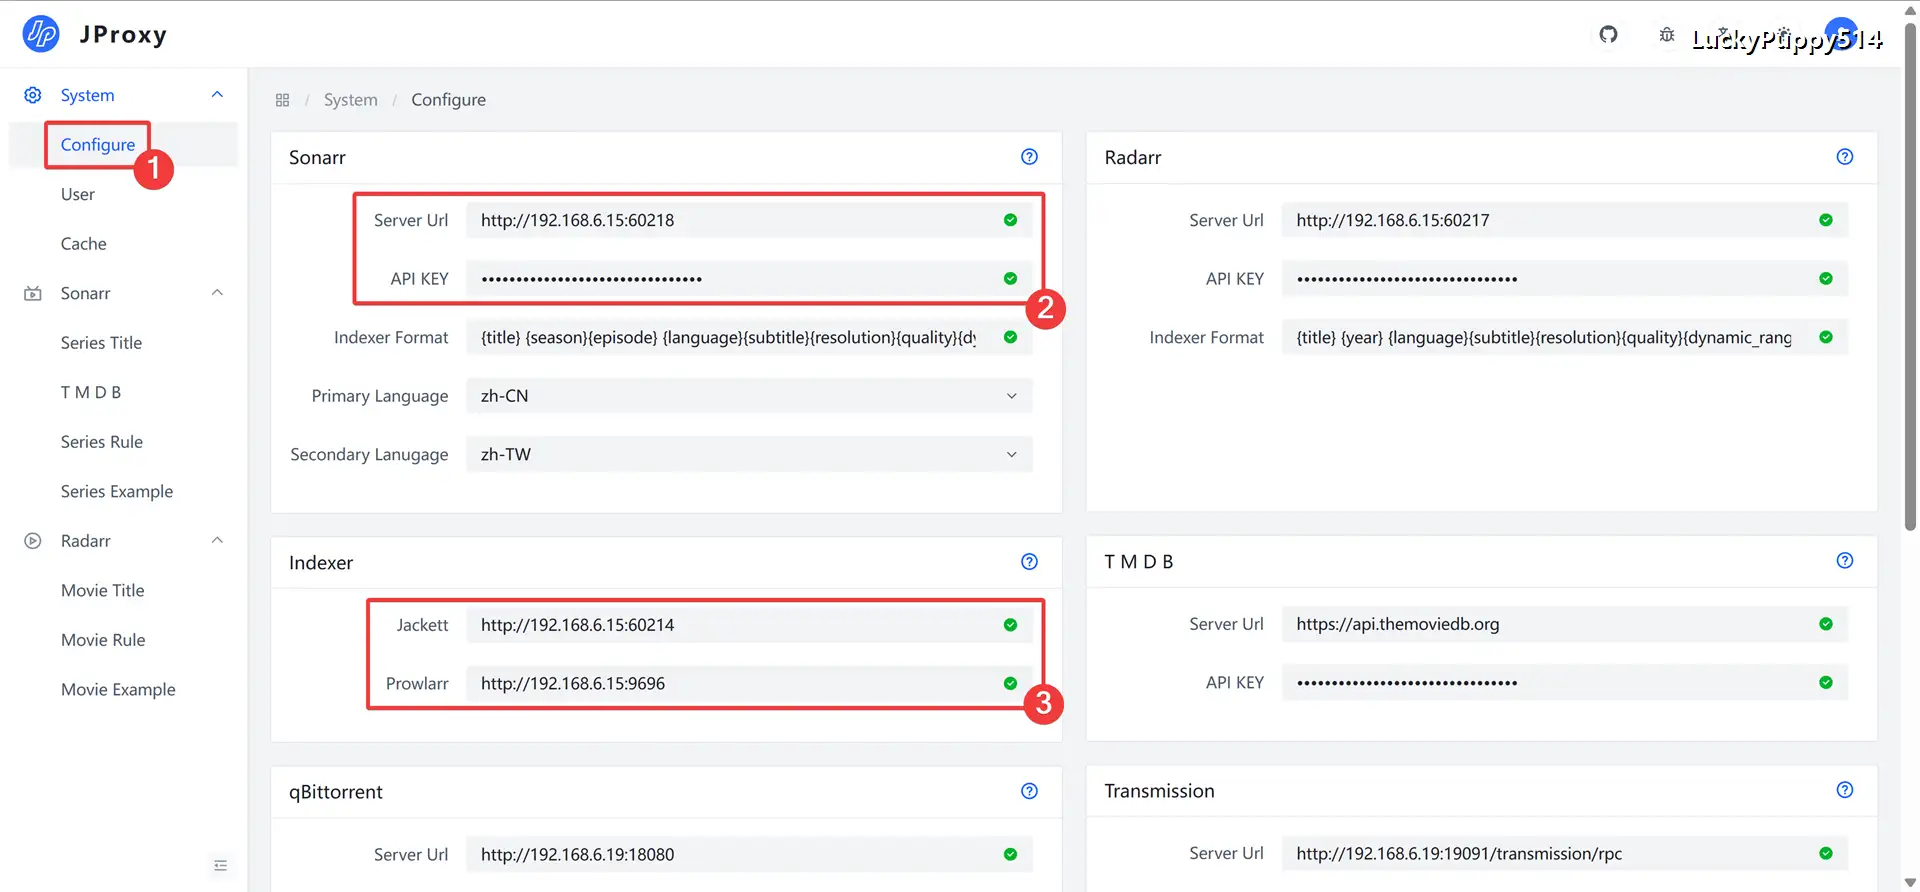 JProxy
LuckyPuppy514
System
Configure
1
User
Cache
Sonarr
Series Title
T M D B
Series Rule
Series Example
Radarr
Movie Title
Movie Rule
Movie Example
/ System / Configure
Sonarr
Server Url http://192.168.6.15:60218
API KEY ••••••••••••••••••••••••••••••••
2
Indexer Format {title} {season}{episode} {language}{subtitle}{resolution}{quality}{dy
Primary Language zh-CN
Secondary Lanugage zh-TW
Radarr
Server Url http://192.168.6.15:60217
API KEY ••••••••••••••••••••••••••••••••
Indexer Format {title} {year} {language}{subtitle}{resolution}{quality}{dynamic_rang
Indexer
Jackett http://192.168.6.15:60214
Prowlarr http://192.168.6.15:9696
3
T M D B
Server Url https://api.themoviedb.org
API KEY ••••••••••••••••••••••••••••••••
qBittorrent
Server Url http://192.168.6.19:18080
Transmission
Server Url http://192.168.6.19:19091/transmission/rpc